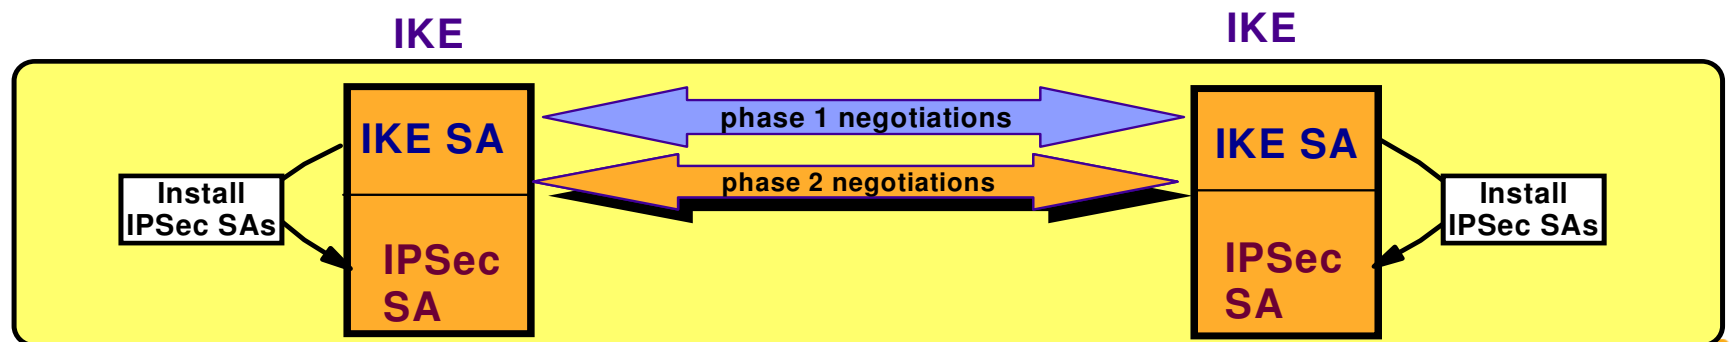 IKE
IKE
phase 1 negotiations
IKE SA
IKE SA
phase 2 negotiations
Install
IPSec SAs
Install
IPSec SAs
IPSec
SA
IPSec
SA